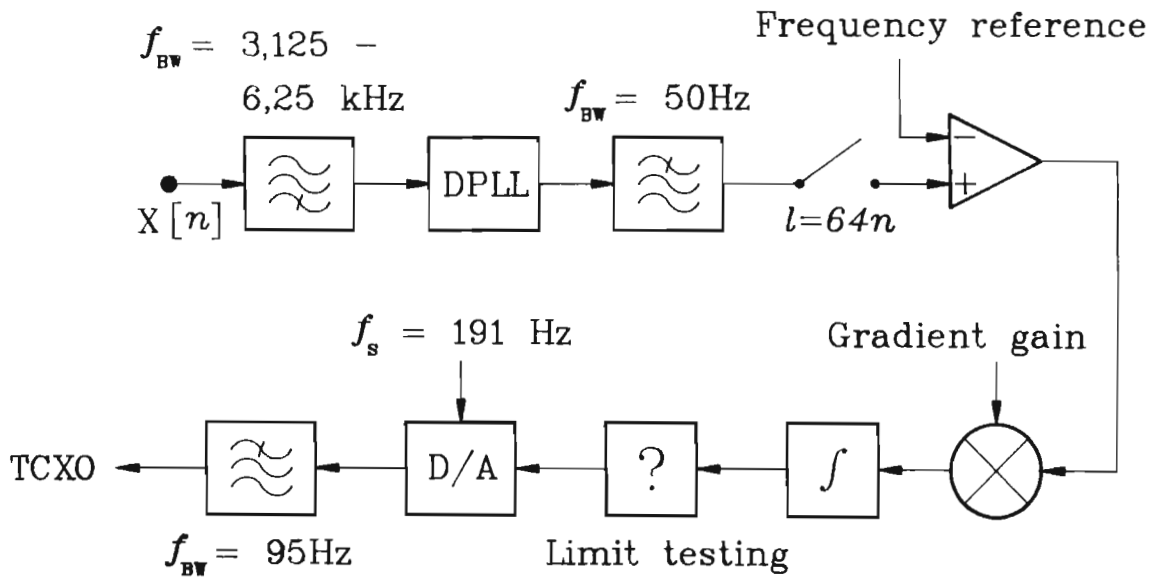 Frequency reference
f_BW = 3,125 –
6,25 kHz
f_BW = 50Hz
DPLL
−
+
X[n]
l=64n
f_s = 191 Hz
Gradient gain
TCXO
D/A
?
∫
f_BW = 95Hz
Limit testing